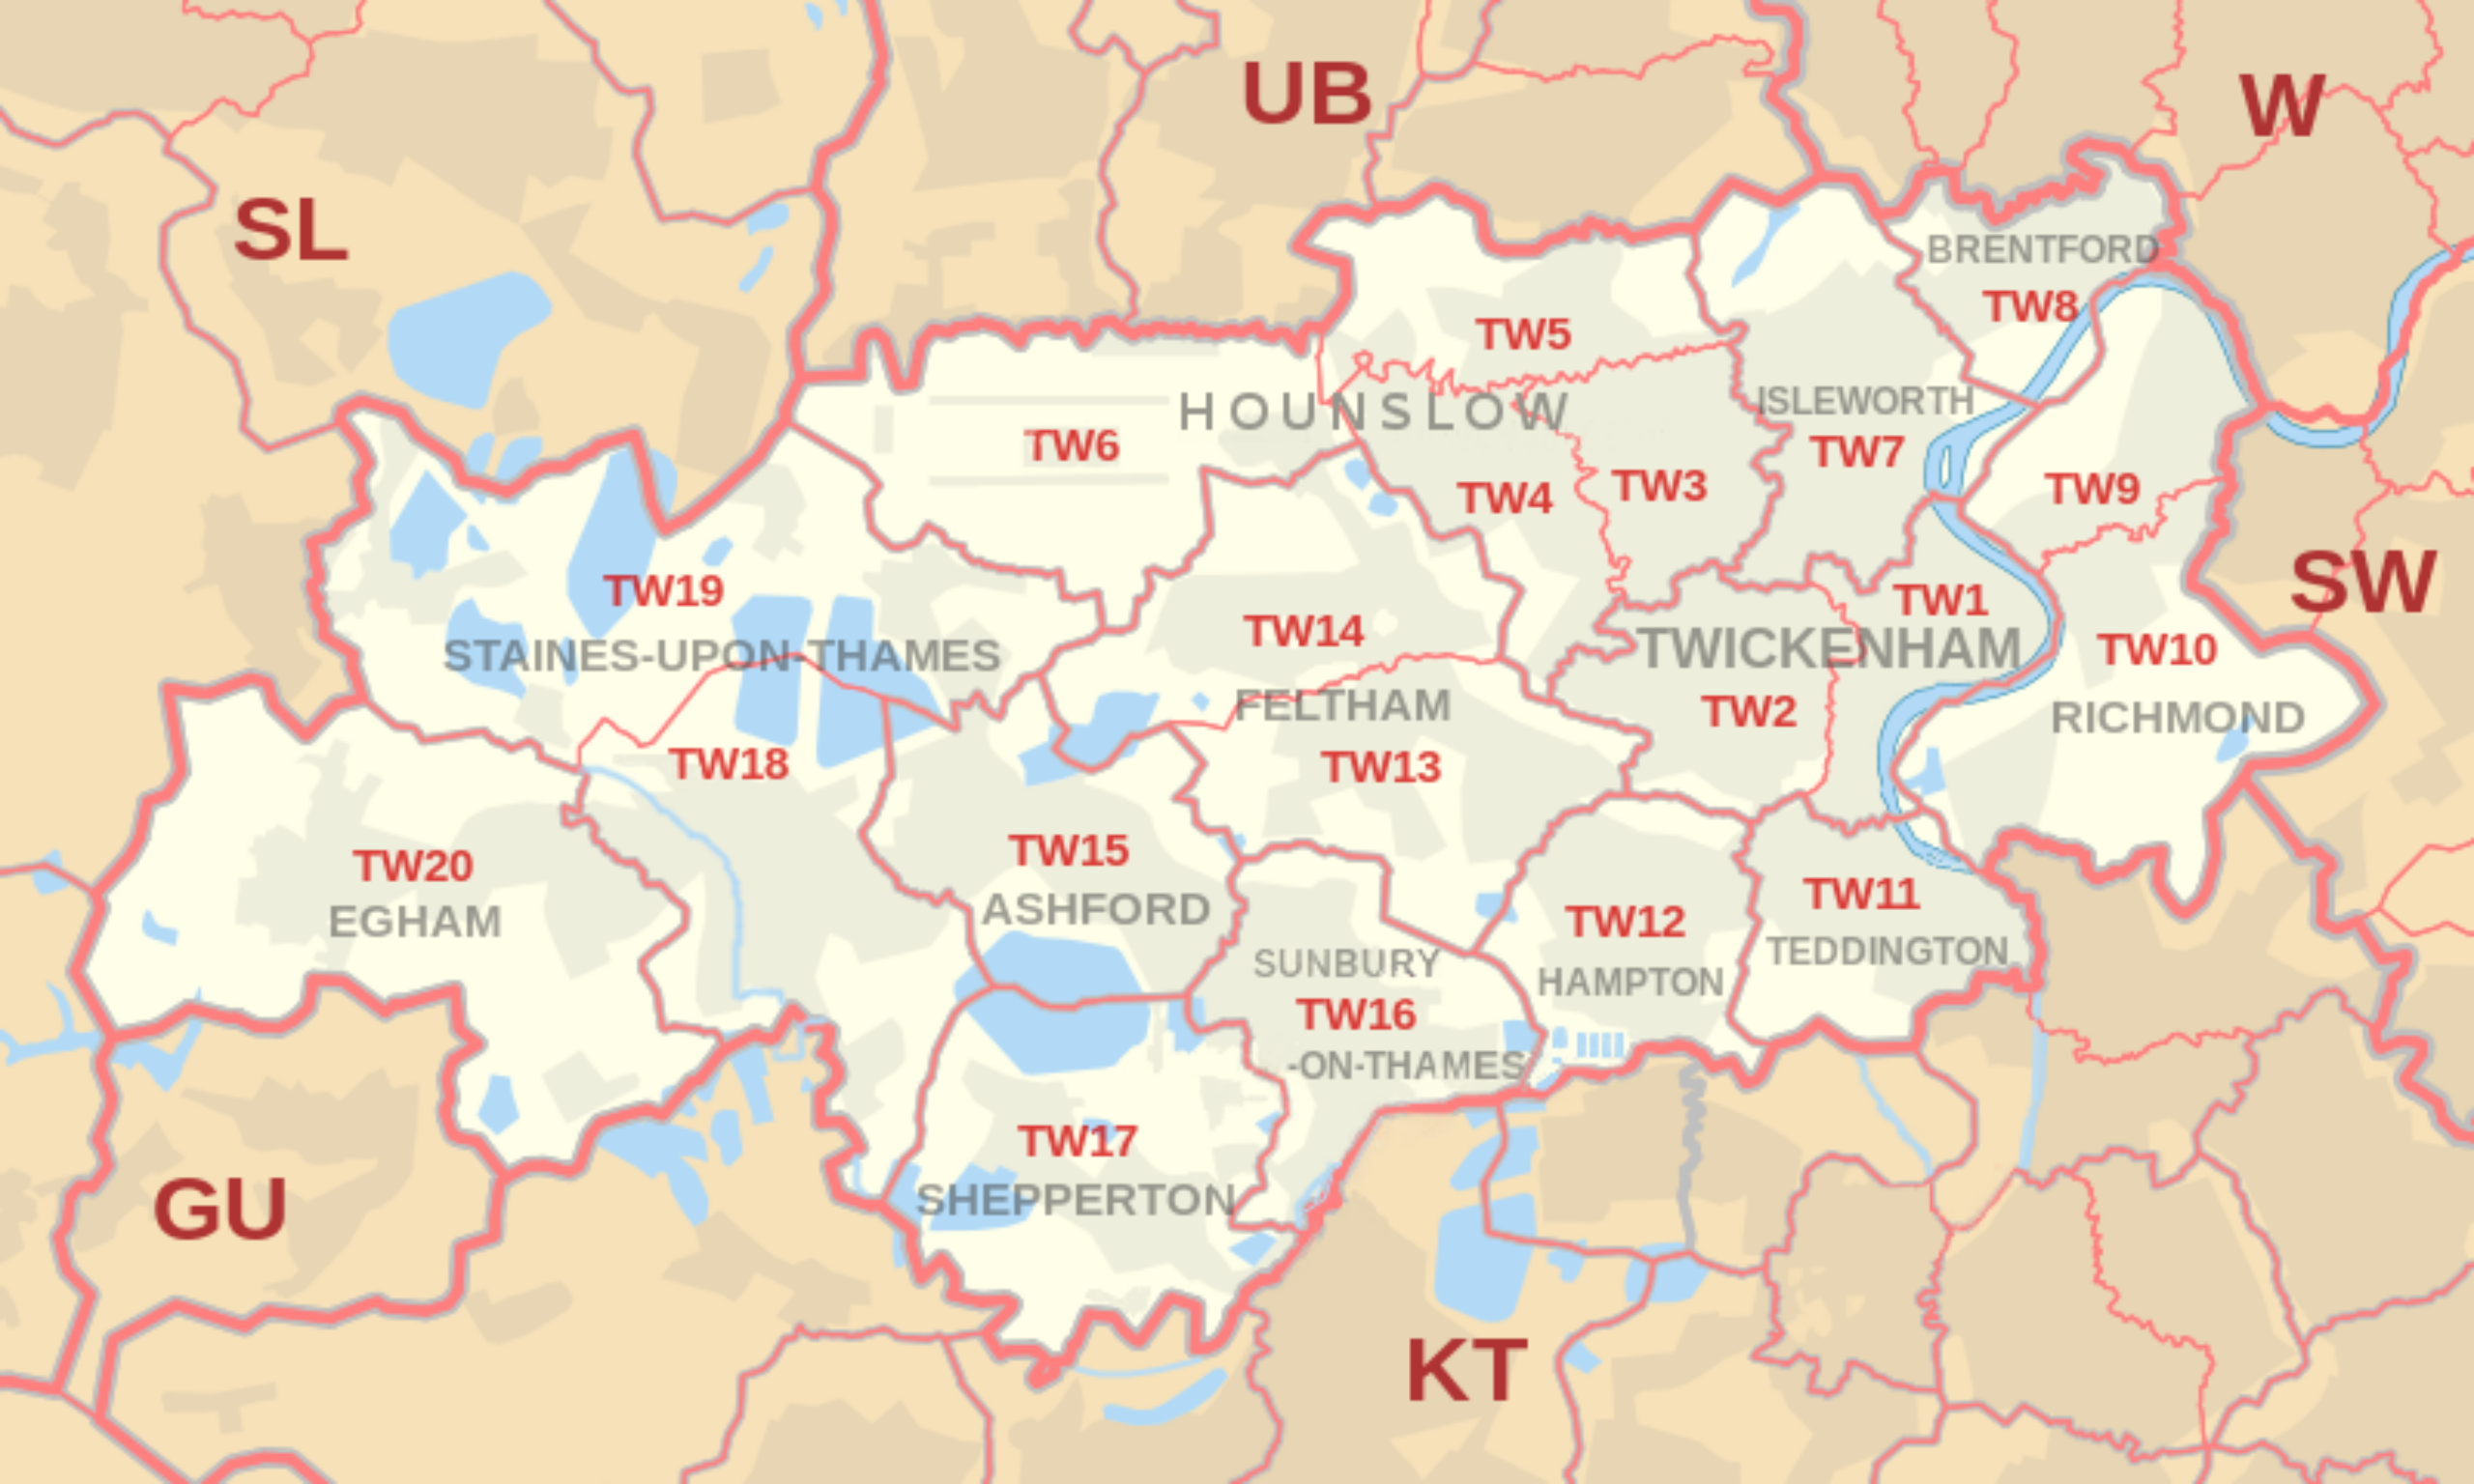 UB
W
SL
BRENTFORD
TW8
TW5
ISLEWORTH
HOUNSLOW
TW6
TW7
TW4
TW3
TW9
TW19
SW
TW14
TW1
STAINES-UPON-THAMES
TWICKENHAM
TW10
FELTHAM
TW2
RICHMOND
TW18
TW13
TW15
TW20
ASHFORD
EGHAM
TW12
TW11
SUNBURY
HAMPTON
TEDDINGTON
TW16
-ON-THAMES
TW17
SHEPPERTON
GU
KT